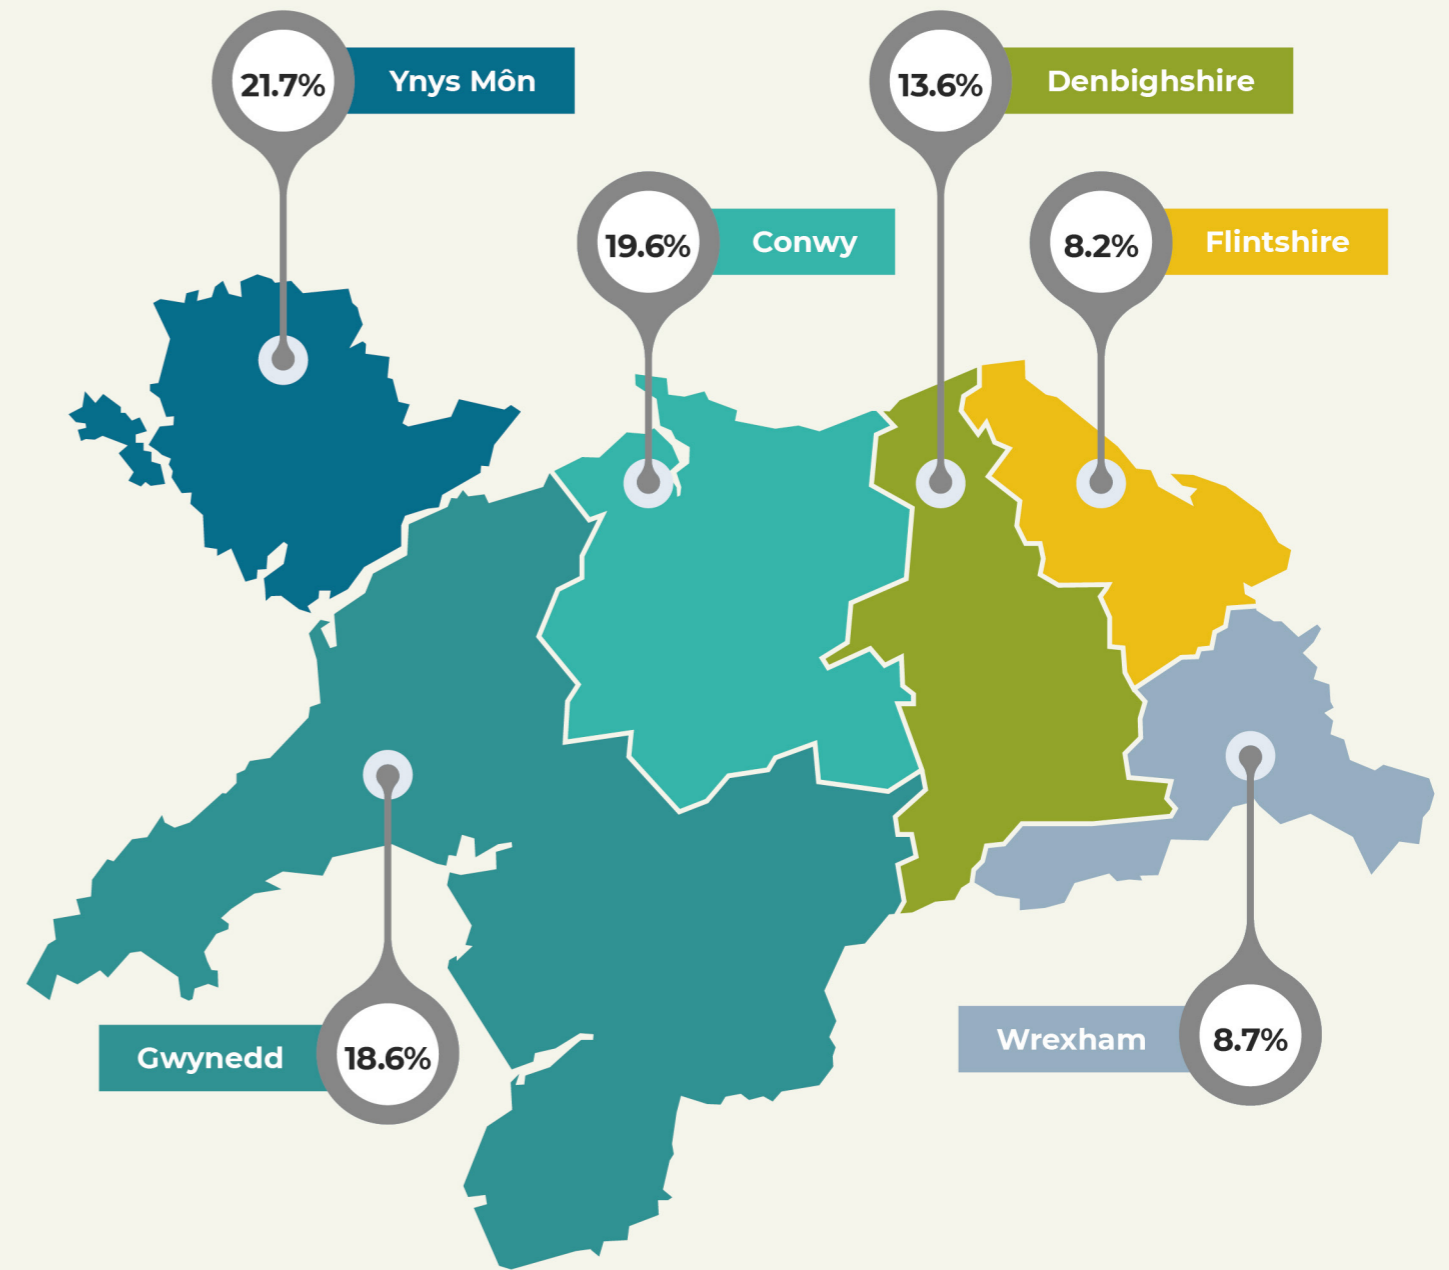 21.7%
Ynys Môn
13.6%
Denbighshire
19.6%
Conwy
8.2%
Flintshire
Gwynedd
18.6%
Wrexham
8.7%